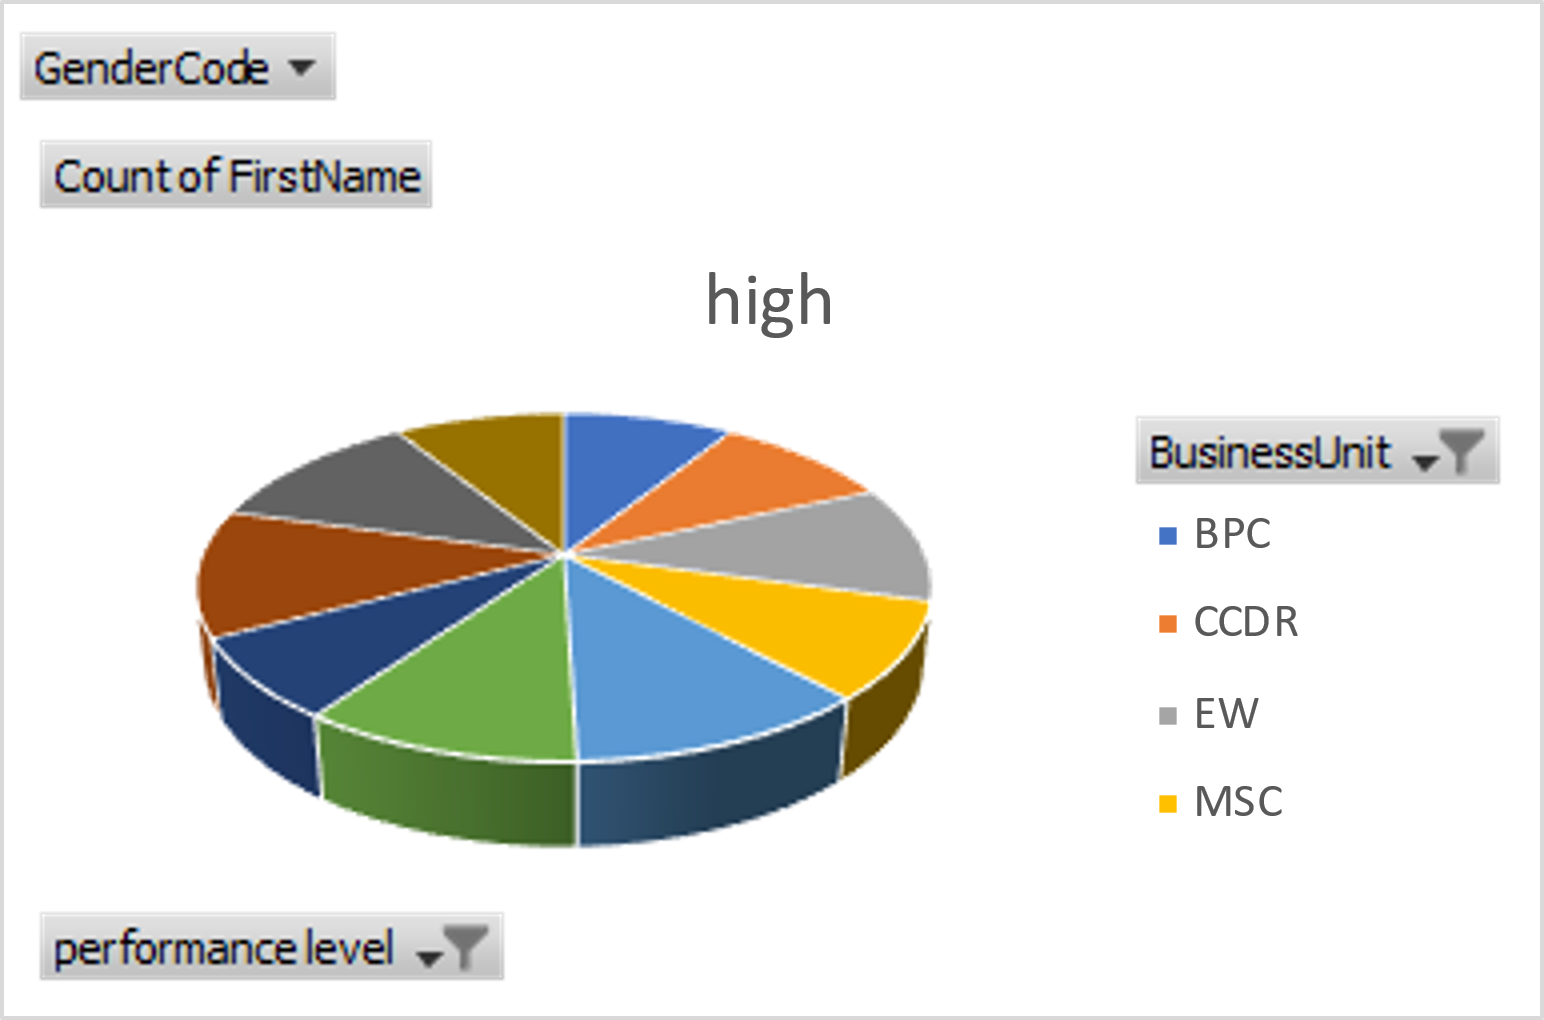 GenderCode
Count of FirstName
high
BusinessUnit
BPC
CCDR
EW
MSC
performance level